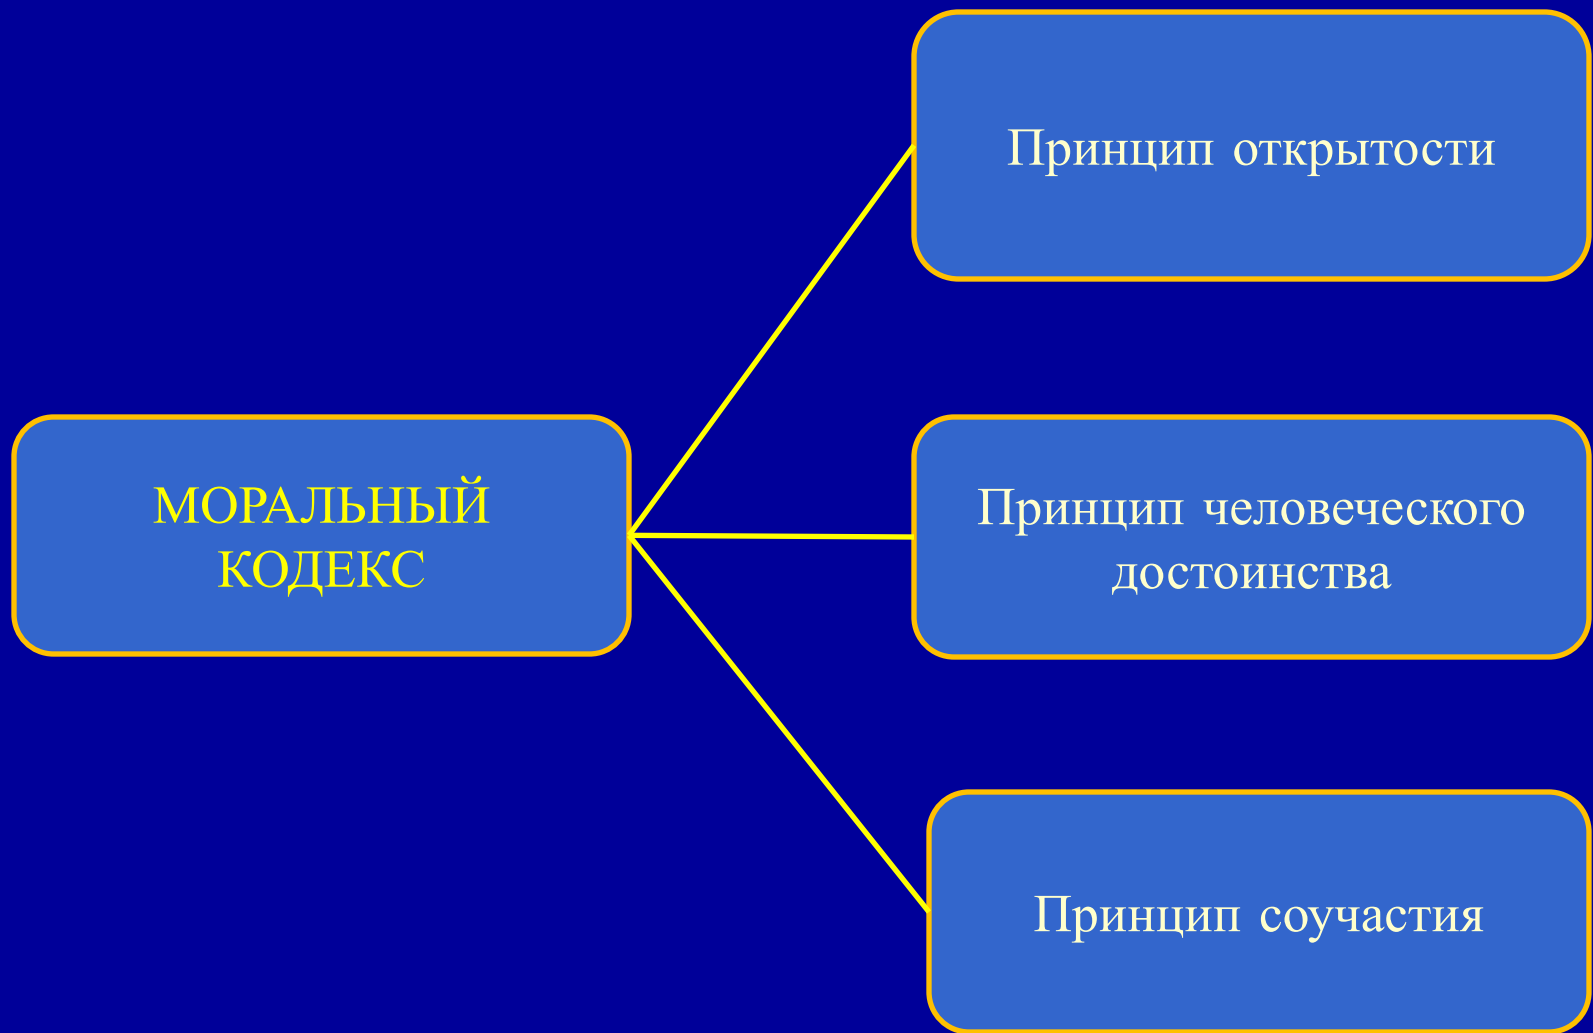 Принцип открытости
МОРАЛЬНЫЙ
КОДЕКС
Принцип человеческого
достоинства
Принцип соучастия